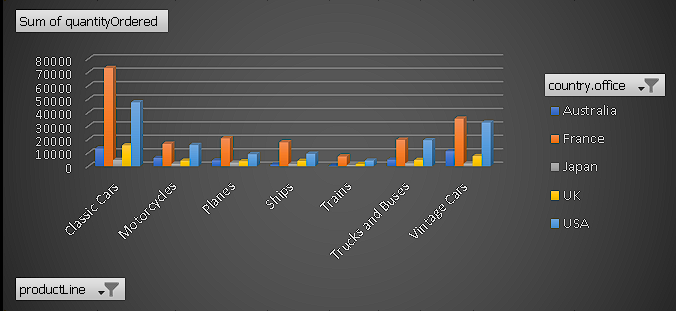 Sum of quantityOrdered
80000
70000
60000
50000
40000
30000
20000
10000
0
Classic Cars
Motorcycles
Planes
Ships
Trains
Trucks and Buses
Vintage Cars
country.office
Australia
France
Japan
UK
USA
productLine